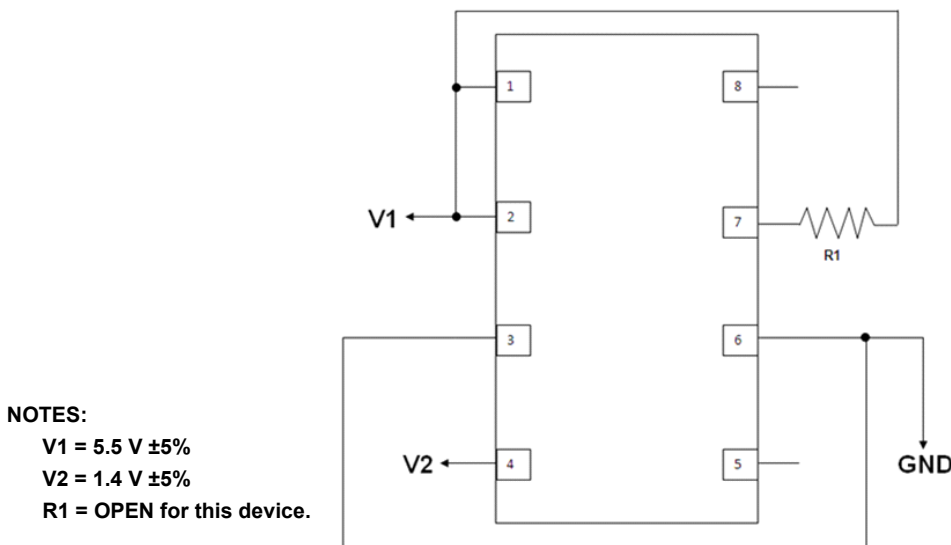 1
8
V1
2
7
R1
3
6
NOTES:
V1 = 5.5 V ±5%
V2 = 1.4 V ±5%
R1 = OPEN for this device.
V2
4
5
GND